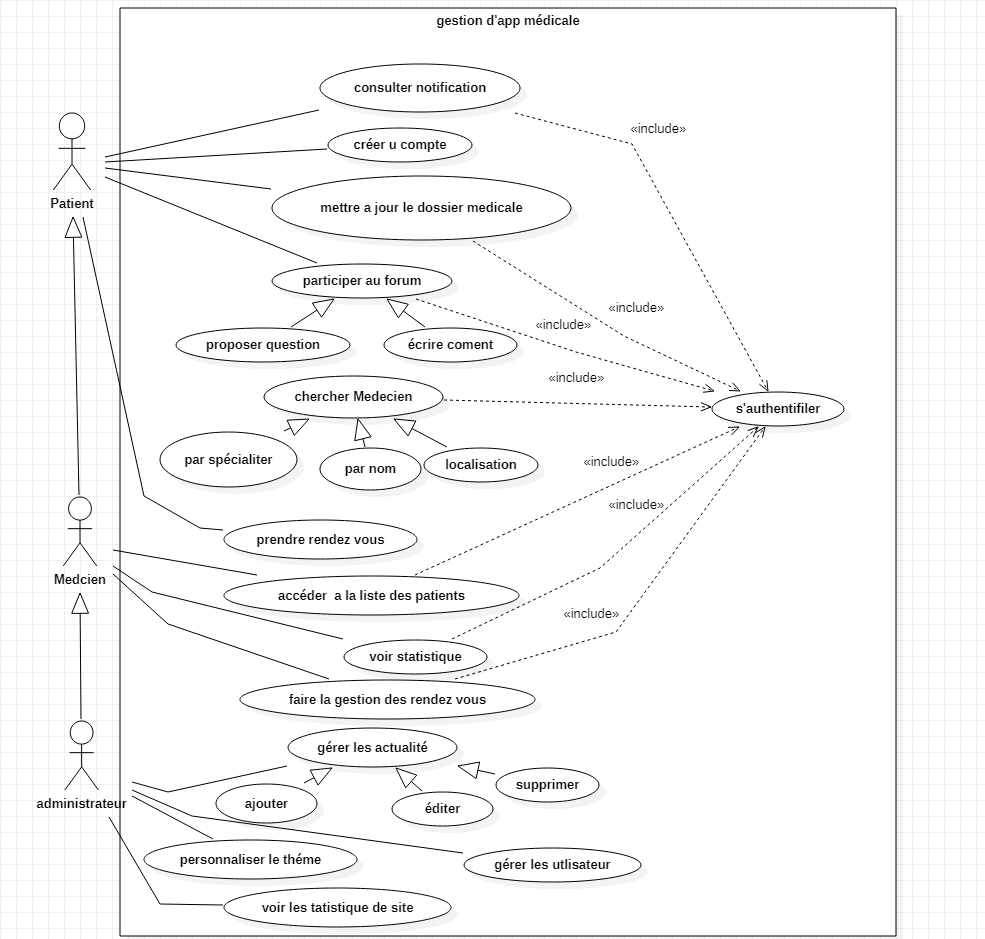 gestion d'app médicale
consulter notification
«include»
créer u compte
Patient
mettre a jour le dossier medicale
participer au forum
«include»
«include»
proposer question
écrire coment
«include»
chercher Medecien
s'authentifiler
par spécialiter
par nom
localisation
«include»
«include»
prendre rendez vous
Medcien
accéder a la liste des patients
«include»
voir statistique
faire la gestion des rendez vous
gérer les actualité
supprimer
administrateur
ajouter
éditer
personnaliser le théme
gérer les utlisateur
voir les tatistique de site